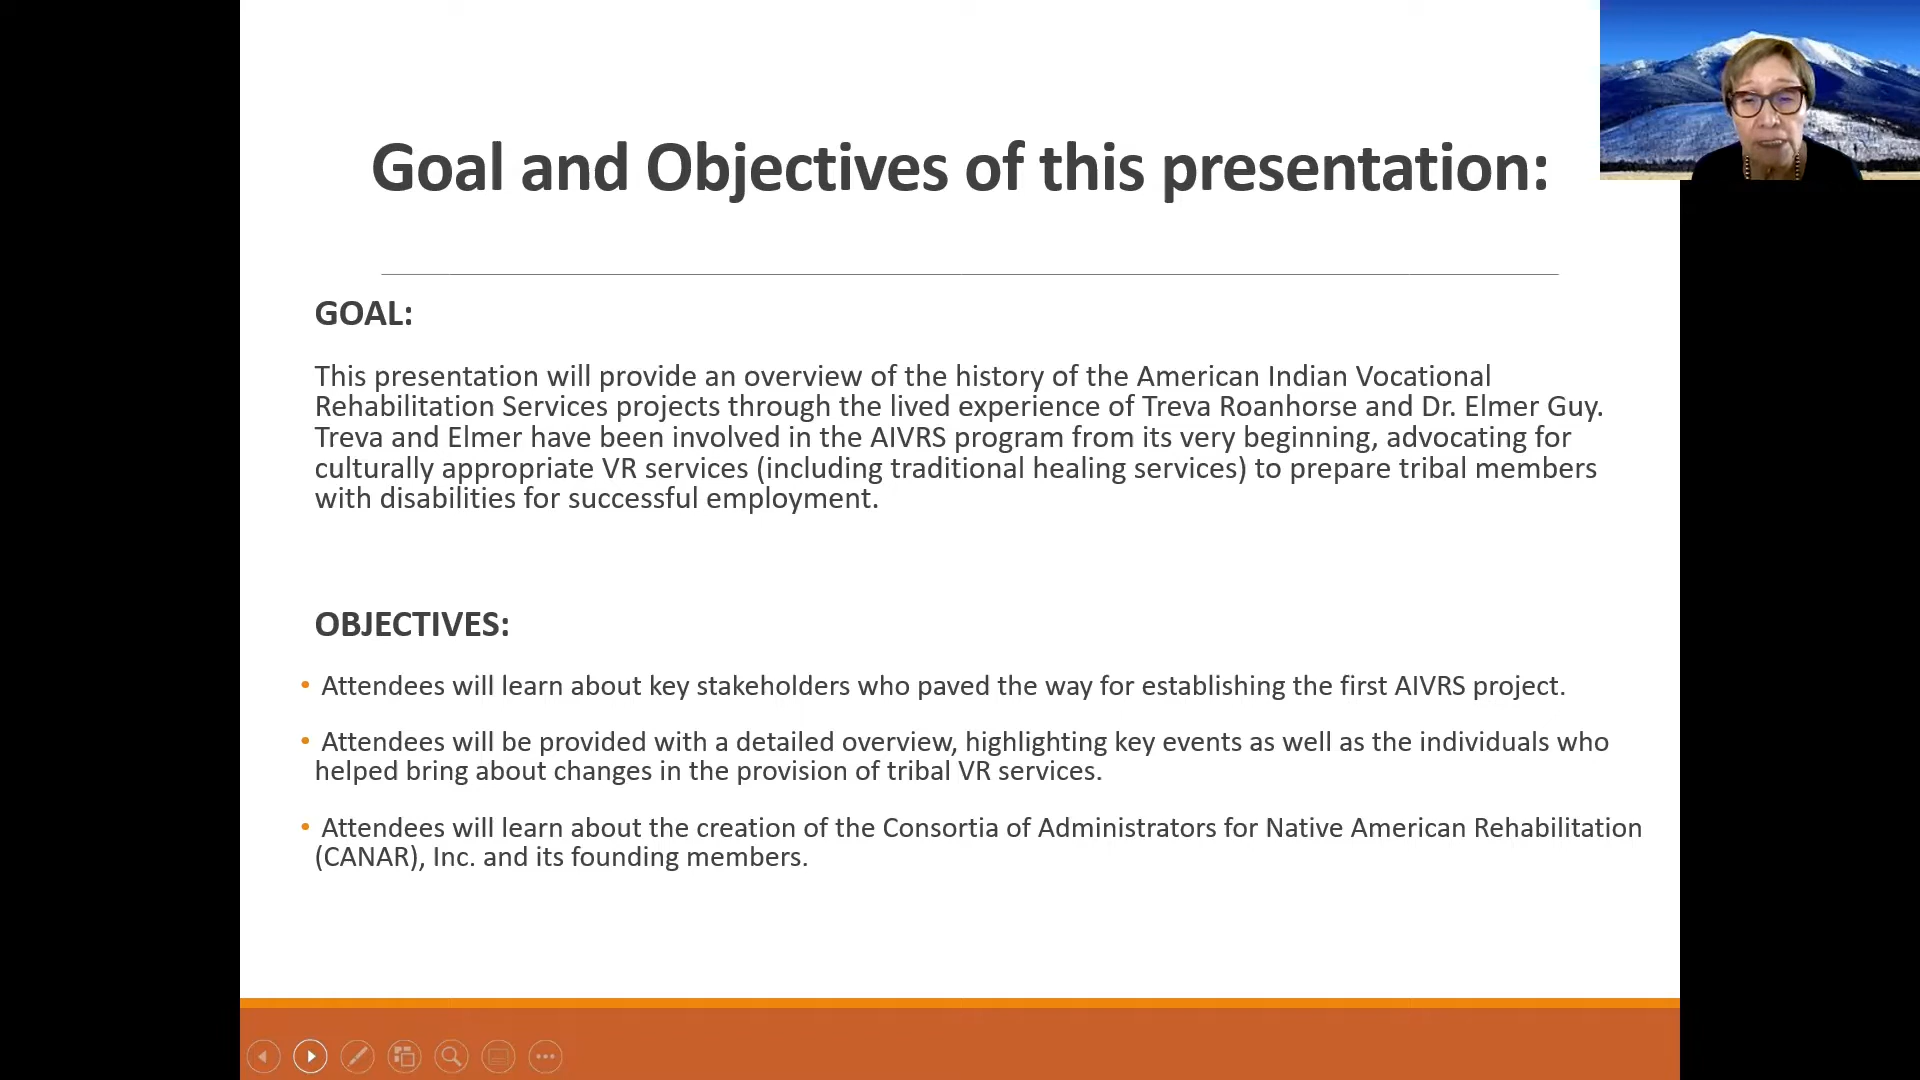 Goal and Objectives of this presentation:
GOAL:
This presentation will provide an overview of the history of the American Indian Vocational
Rehabilitation Services projects through the lived experience of Treva Roanhorse and Dr. Elmer Guy.
Treva and Elmer have been involved in the AIVRS program from its very beginning, advocating for
culturally appropriate VR services (including traditional healing services) to prepare tribal members
with disabilities for successful employment.
OBJECTIVES:
• Attendees will learn about key stakeholders who paved the way for establishing the first AIVRS project.
• Attendees will be provided with a detailed overview, highlighting key events as well as the individuals who
helped bring about changes in the provision of tribal VR services.
• Attendees will learn about the creation of the Consortia of Administrators for Native American Rehabilitation
(CANAR), Inc. and its founding members.